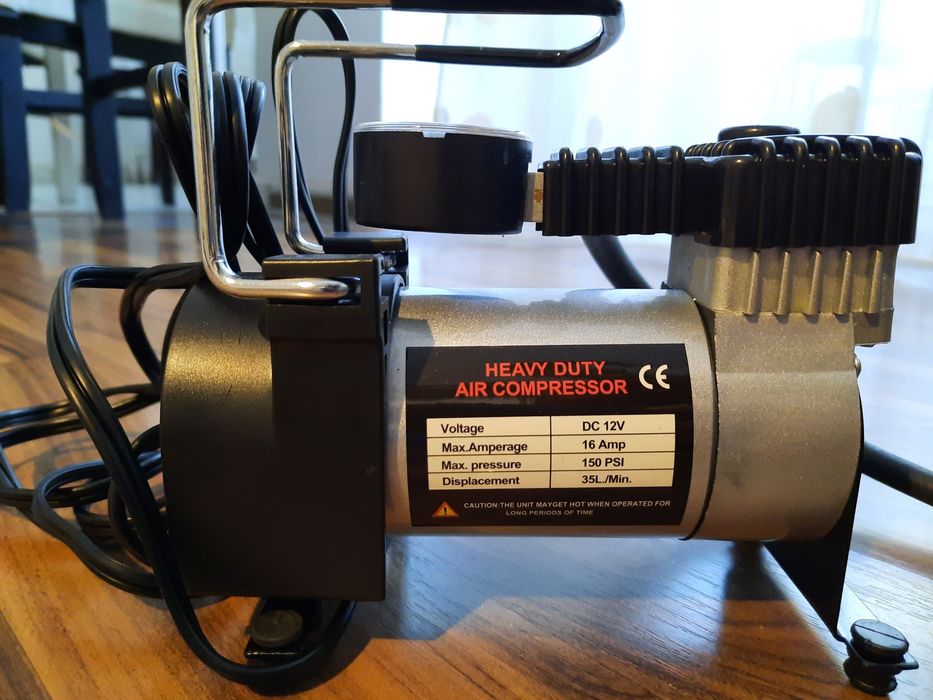 HEAVY DUTY
AIR COMPRESSOR CE
Voltage DC 12V
Max.Amperage 16 Amp
Max. pressure 150 PSI
Displacement 35L./Min.
CAUTION:THE UNIT MAYGET HOT WHEN OPERATED FOR
LONG PERIODS OF TIME